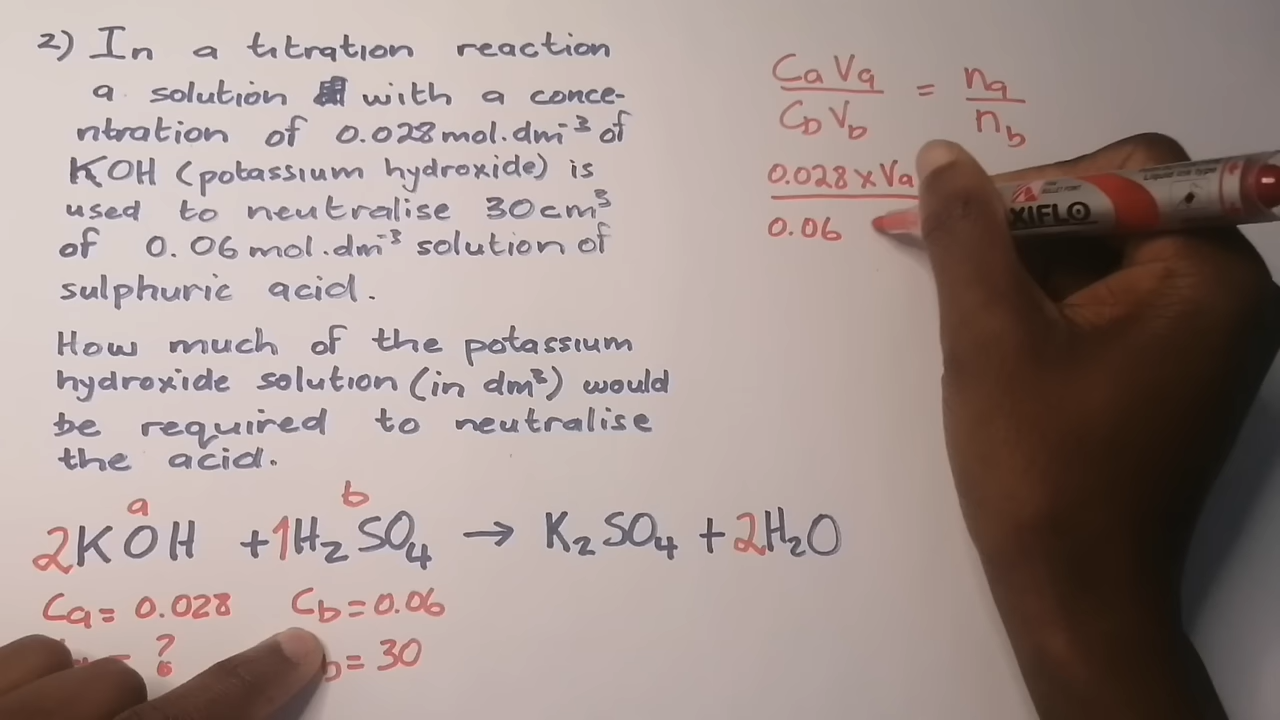 2) In a titration reaction
a solution with a conce-
ntration of 0.028 mol.dm⁻³ of
KOH (potassium hydroxide) is
used to neutralise 30cm³
of 0.06 mol.dm⁻³ solution of
sulphuric acid.
How much of the potassium
hydroxide solution (in dm³) would
be required to neutralise
the acid.
a b
2KOH + 1H₂SO₄ → K₂SO₄ + 2H₂O
Ca = 0.028 Cb = 0.06
= ? b = 30
CaVa / CbVb = na / nb
0.028 x Va
0.06
XIFLO
Liquid ink type